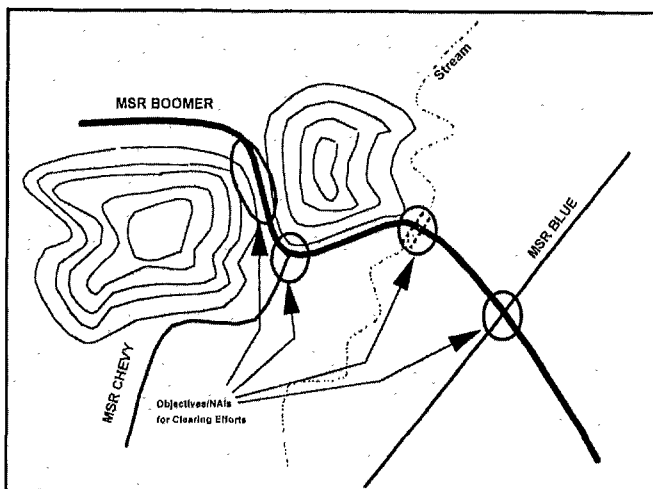 Stream
MSR BOOMER
MSR BLUE
MSR CHEVY
Objectives/NAIs
for Clearing Efforts